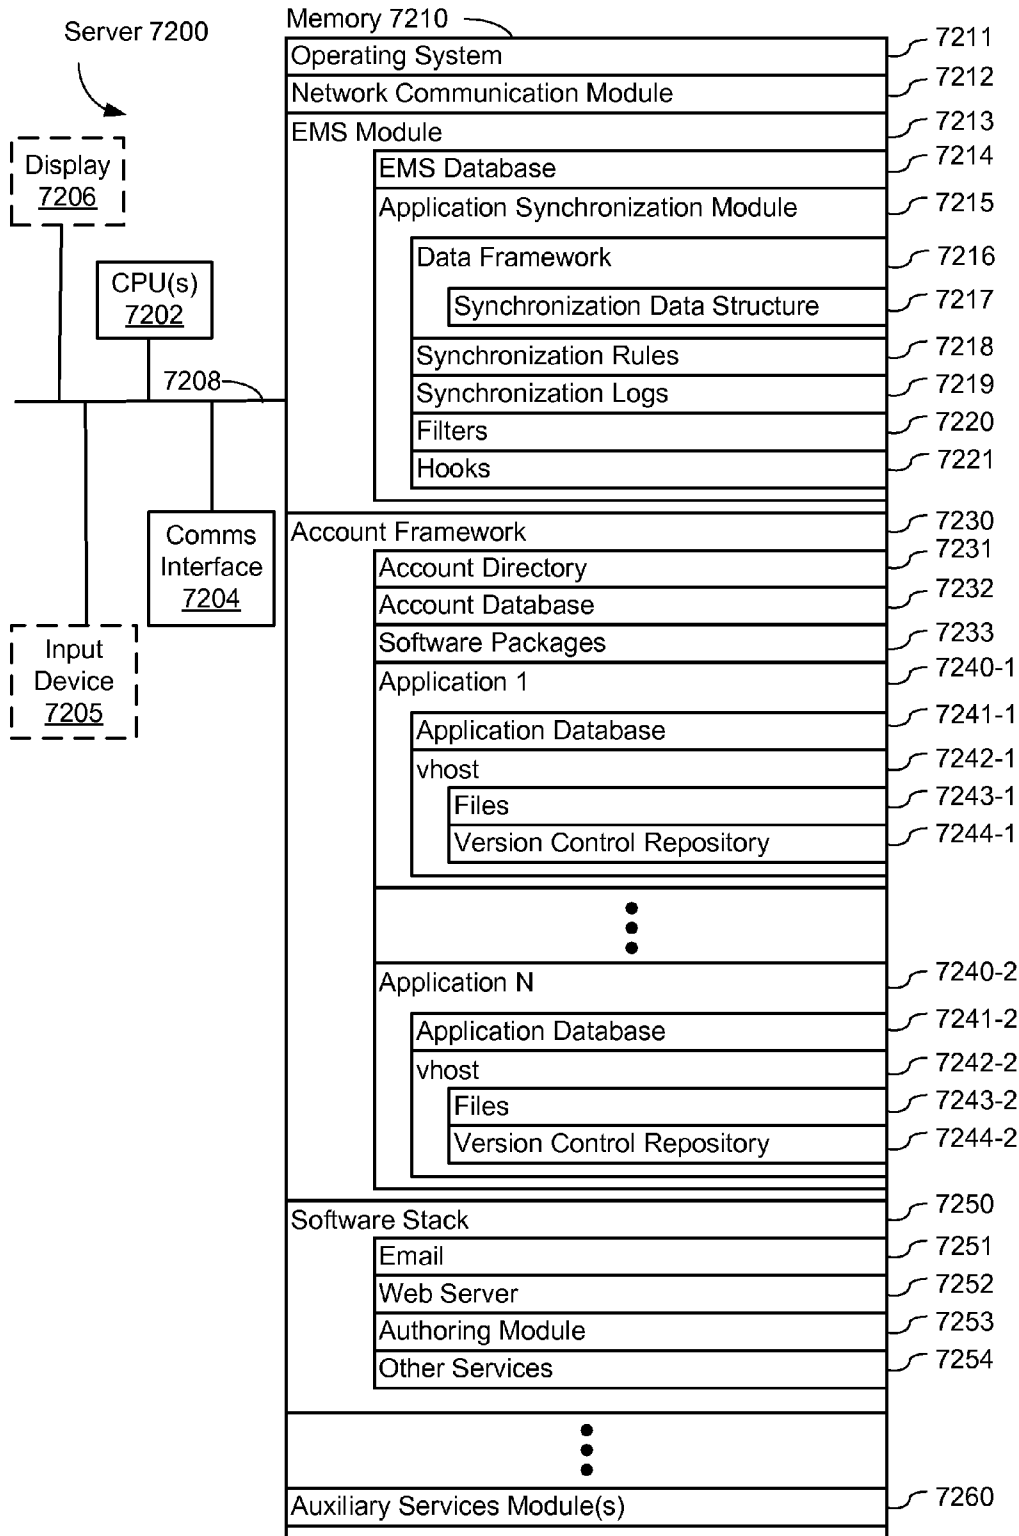 Server 7200
Memory 7210
Operating System 7211
Network Communication Module 7212
EMS Module 7213
EMS Database 7214
Application Synchronization Module 7215
Data Framework 7216
Synchronization Data Structure 7217
Synchronization Rules 7218
Synchronization Logs 7219
Filters 7220
Hooks 7221
Display
7206
CPU(s)
7202
7208
Comms
Interface
7204
Input
Device
7205
Account Framework 7230
Account Directory 7231
Account Database 7232
Software Packages 7233
Application 1 7240-1
Application Database 7241-1
vhost 7242-1
Files 7243-1
Version Control Repository 7244-1
Application N 7240-2
Application Database 7241-2
vhost 7242-2
Files 7243-2
Version Control Repository 7244-2
Software Stack 7250
Email 7251
Web Server 7252
Authoring Module 7253
Other Services 7254
Auxiliary Services Module(s) 7260